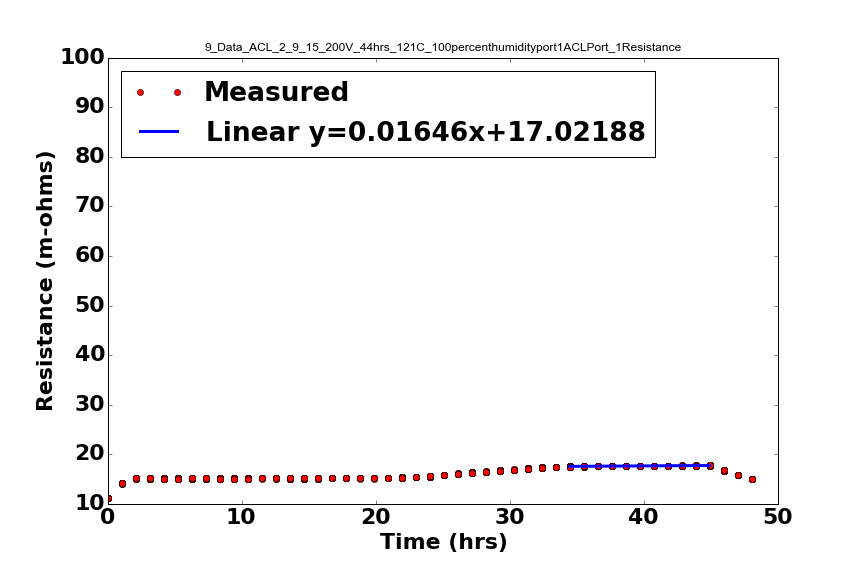 9_Data_ACL_2_9_15_200V_44hrs_121C_100percenthumidityport1ACLPort_1Resistance
Measured
Linear y=0.01646x+17.02188
100
90
80
70
60
50
40
30
20
10
Resistance (m-ohms)
0 10 20 30 40 50
Time (hrs)